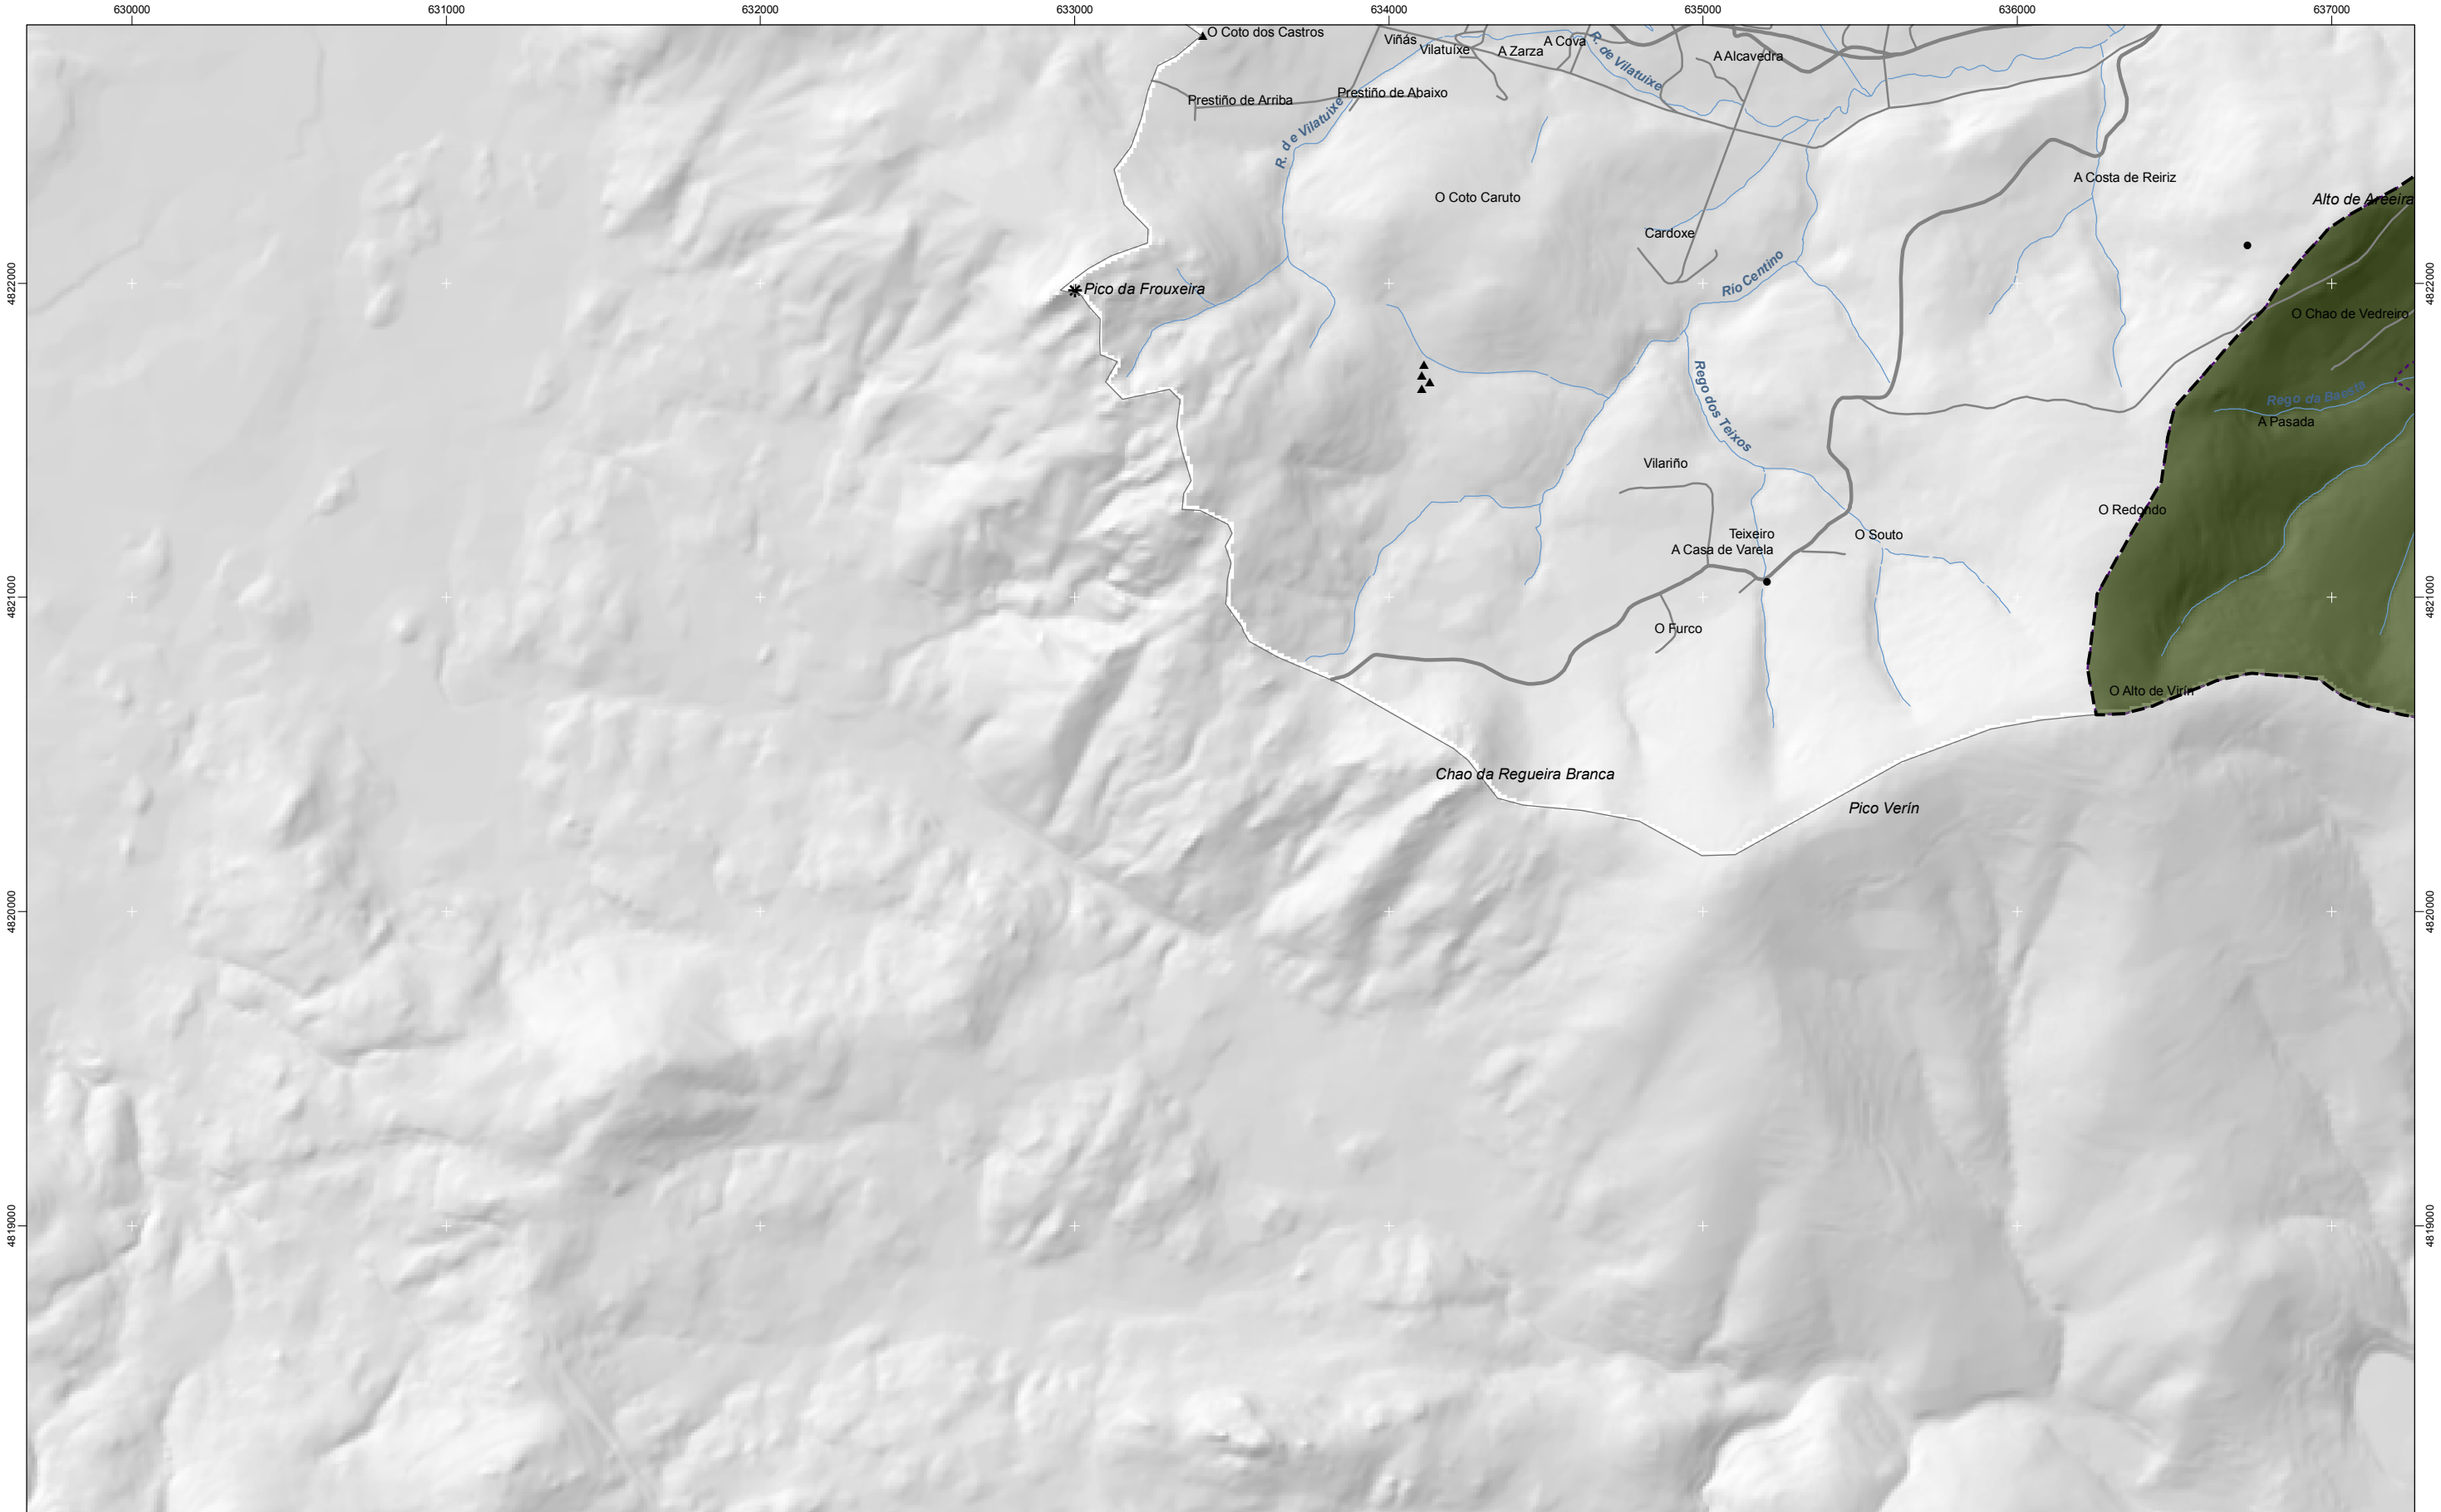 630000
631000
632000
633000
634000
635000
636000
637000
O Coto dos Castros
Viñás
Vilatuíxe
A Zarza
A Cova
R. de Vilatuixe
A Alcavedra
Prestiño de Arriba
Prestiño de Abaixo
R. de Vilatuixe
A Costa de Reiriz
O Coto Caruto
Alto de Areeira
Cardoxe
Río Centino
4822000
Pico da Frouxeira
4822000
O Chao de Vedreiro
Rego dos Teixos
Rego da Bansta
A Pasada
Vilariño
O Redondo
Teixeiro
O Souto
A Casa de Varela
4821000
4821000
O Furco
O Alto de Virín
Chao da Regueira Branca
Pico Verín
4820000
4820000
4819000
4819000